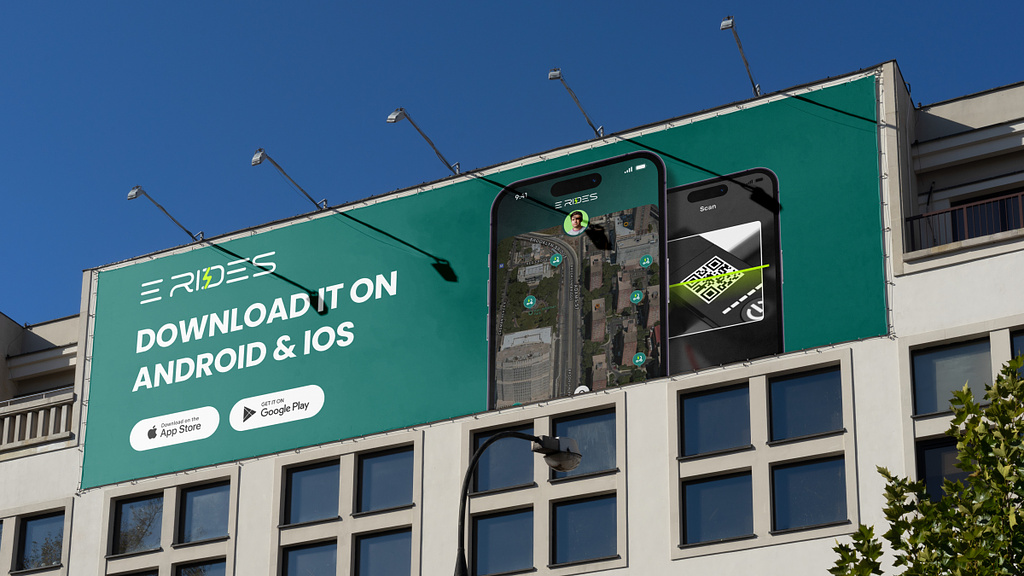 E RIDES
DOWNLOAD IT ON
ANDROID & IOS
Download on the
App Store
GET IT ON
Google Play
9:41
E RIDES
Scan